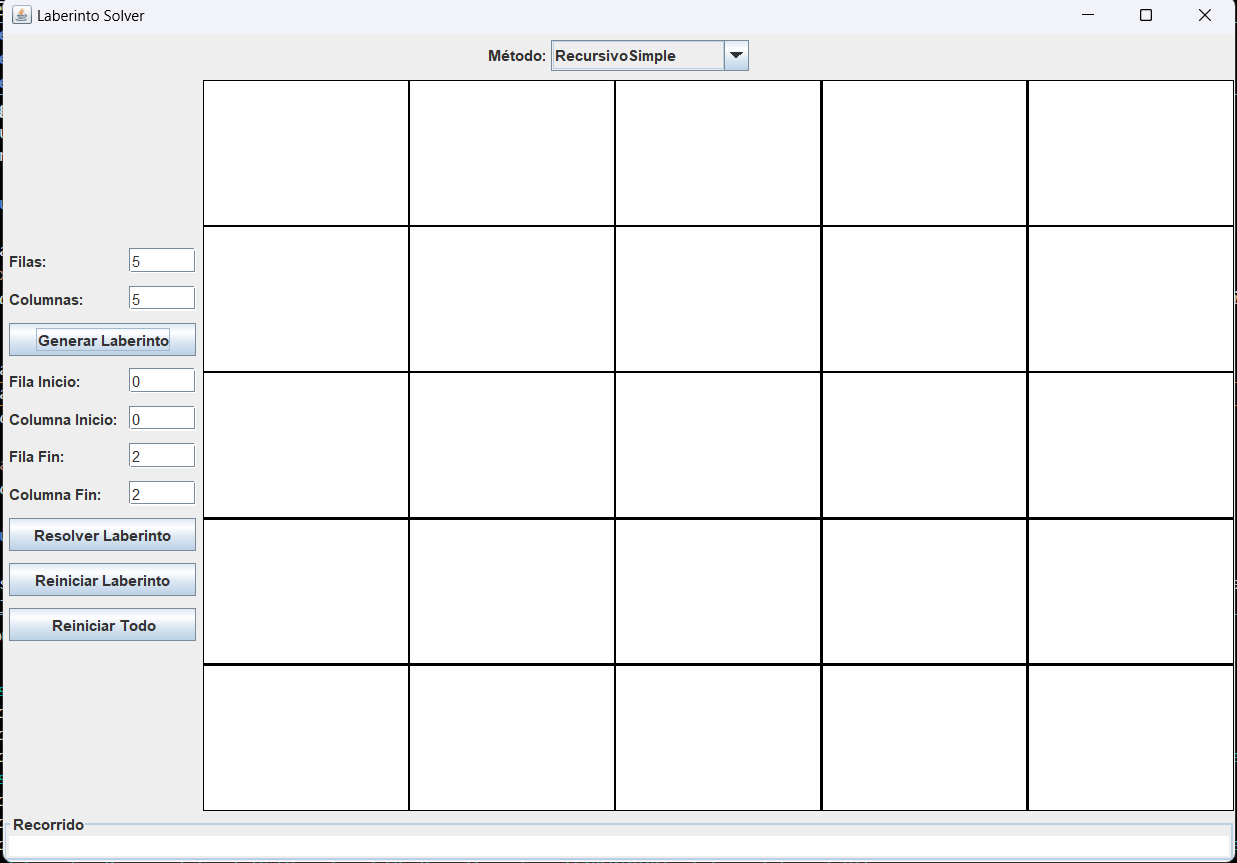 Laberinto Solver
Método: RecursivoSimple
Filas: 5
Columnas: 5
Generar Laberinto
Fila Inicio: 0
Columna Inicio: 0
Fila Fin: 2
Columna Fin: 2
Resolver Laberinto
Reiniciar Laberinto
Reiniciar Todo
Recorrido